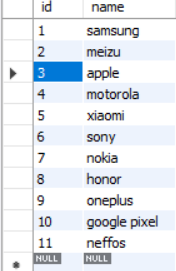 id name
1 samsung
2 meizu
3 apple
4 motorola
5 xiaomi
6 sony
7 nokia
8 honor
9 oneplus
10 google pixel
11 neffos
NULL NULL